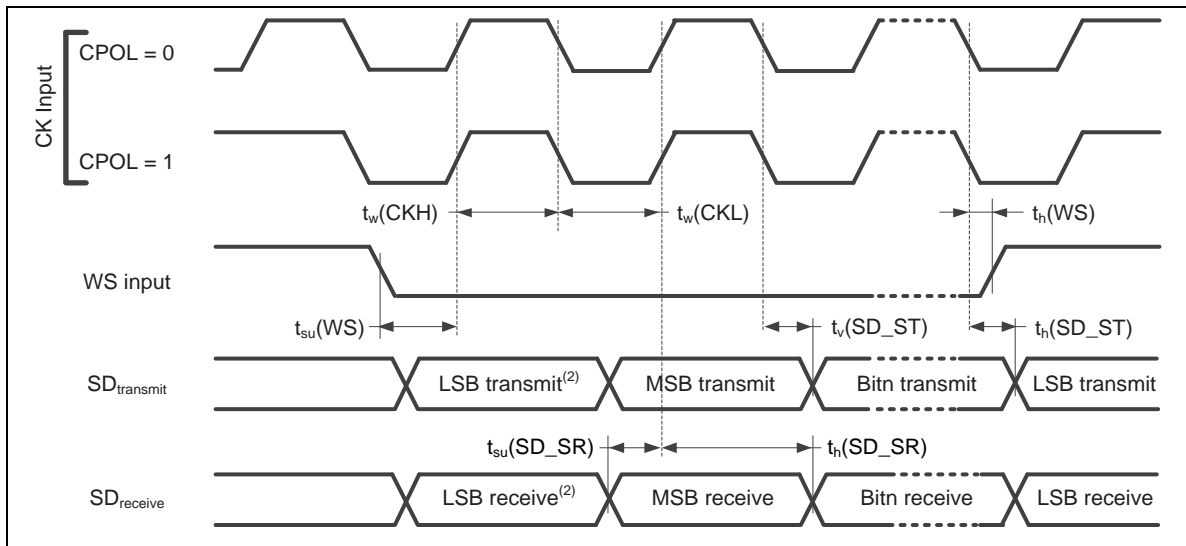 CK Input
CPOL = 0
CPOL = 1
tw(CKH)
tw(CKL)
th(WS)
WS input
tsu(WS)
tv(SD_ST)
th(SD_ST)
SDtransmit
LSB transmit(2)
MSB transmit
Bitn transmit
LSB transmit
tsu(SD_SR)
th(SD_SR)
SDreceive
LSB receive(2)
MSB receive
Bitn receive
LSB receive